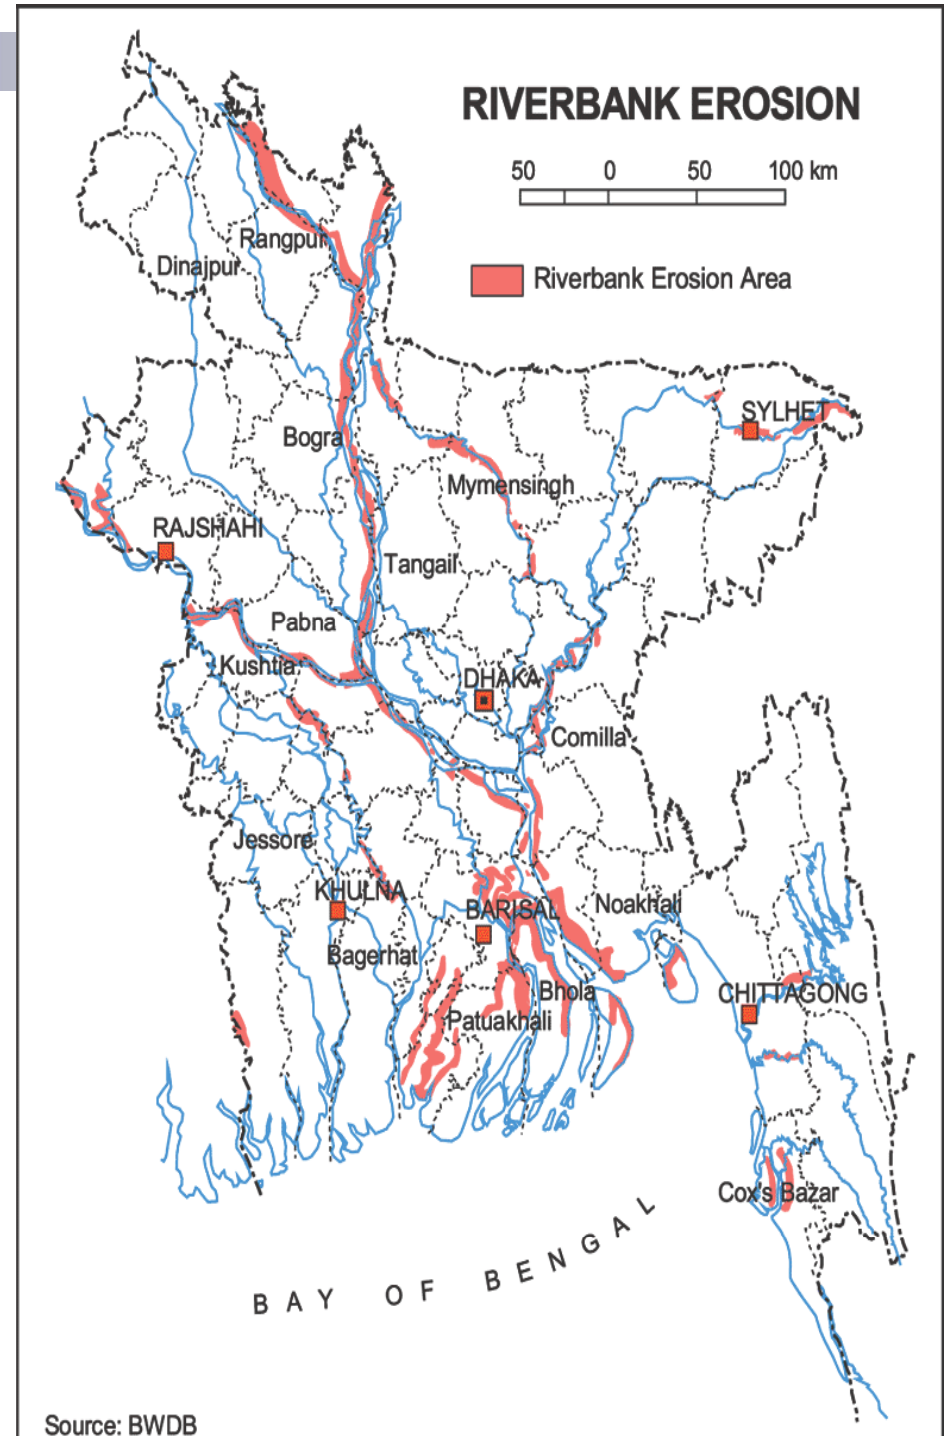 RIVERBANK EROSION
50 0 50 100 km
Riverbank Erosion Area
Rangpur
Dinajpur
SYLHET
Bogra
Mymensingh
RAJSHAHI
Tangail
Pabna
Kushtia
DHAKA
Comilla
Jessore
KHULNA
BARISAL
Noakhali
Bagerhat
Bhola
CHITTAGONG
Patuakhali
Cox's Bazar
BAY OF BENGAL
Source: BWDB